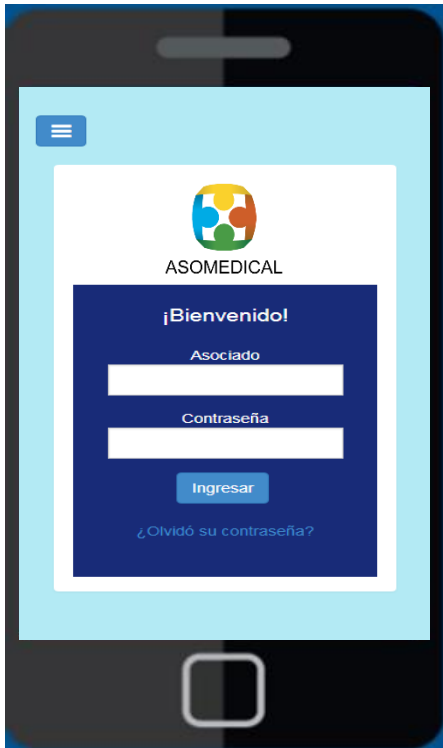 ASOMEDICAL
¡Bienvenido!
Asociado
Contraseña
Ingresar
¿Olvidó su contraseña?